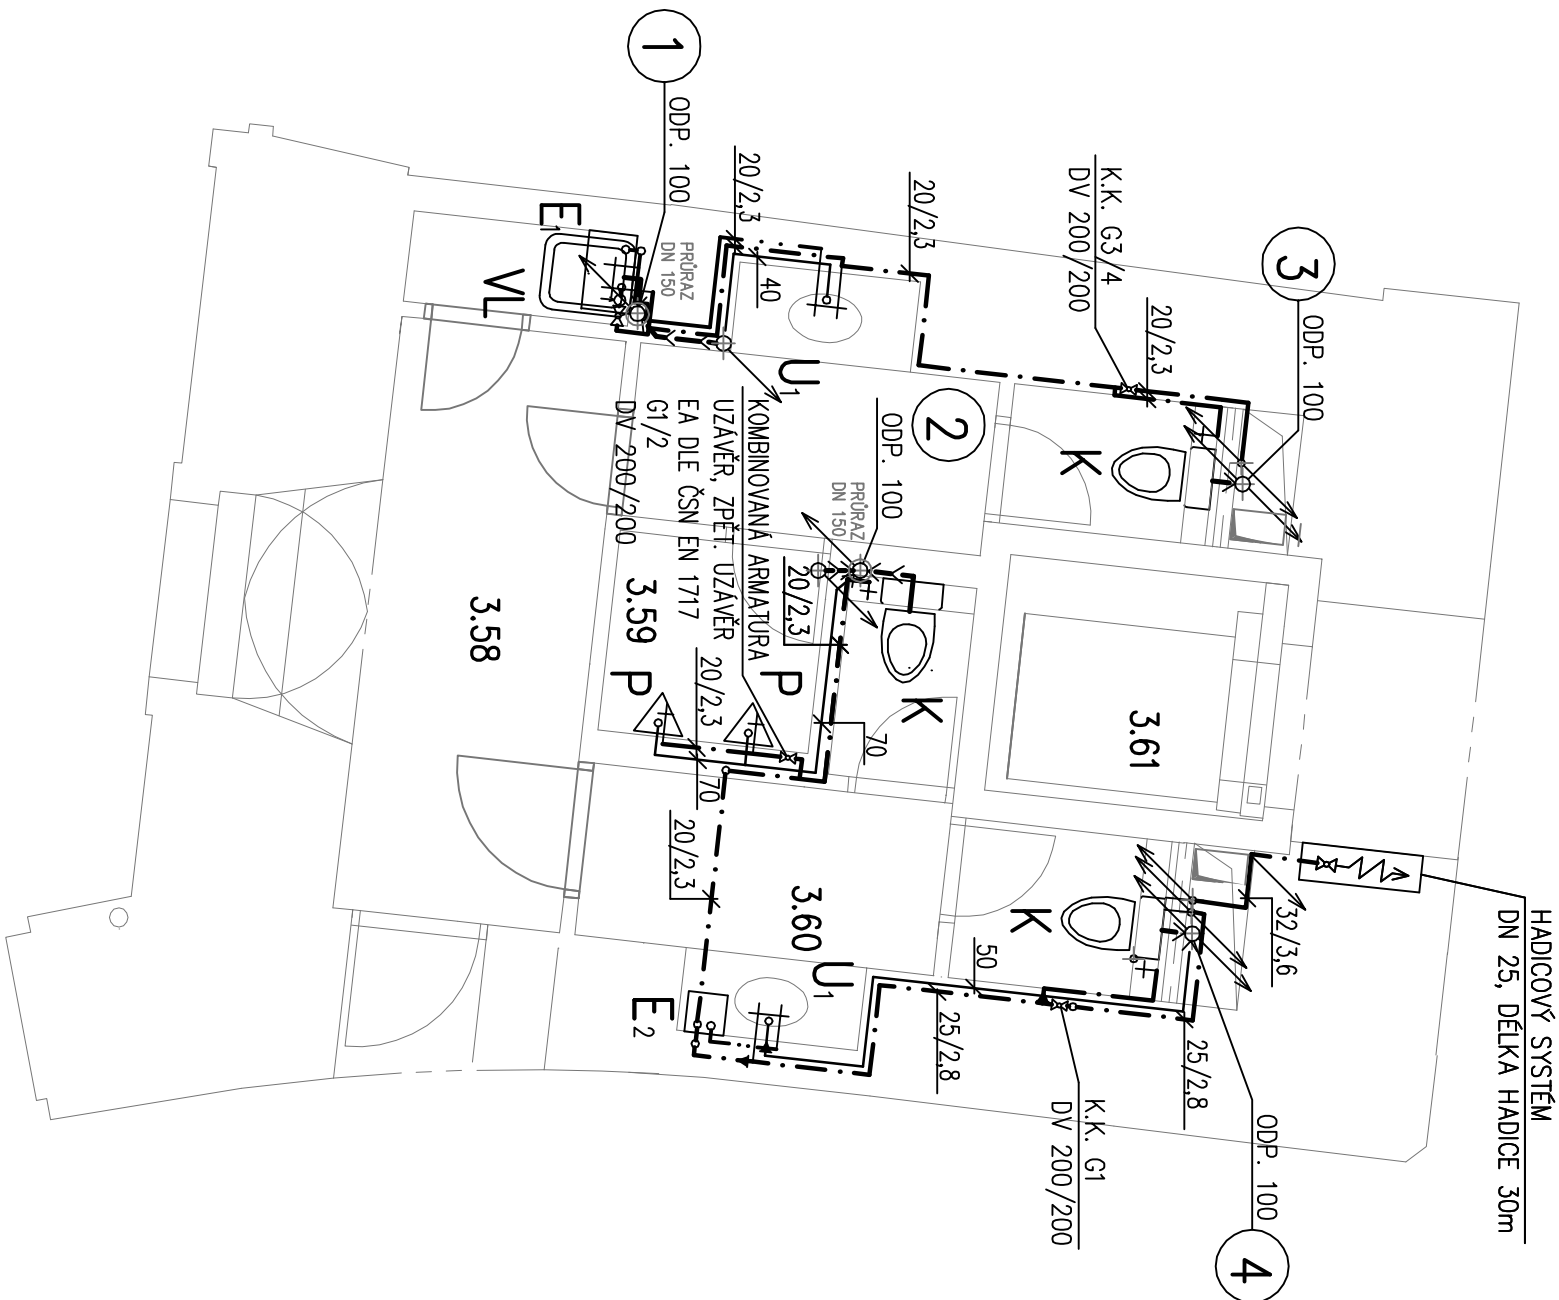 1
ODP. 100
PRŮRAZ
DN 150
E1
VL
20/2,3
40
20/2,3
U1
K.K. G3/4
DV 200/200
20/2,3
3
ODP. 100
K
2
ODP. 100
PRŮRAZ
DN 150
KOMBINOVANÁ ARMATURA
UZÁVĚR, ZPĚT. UZÁVĚR
EA DLE ČSN EN 1717
G1/2
DV 200/200
20/2,3
3.58
3.59
P
P
20/2,3
70
70
K
3.61
20/2,3
3.60
U1
E2
K
50
25/2,8
25/2,8
32/3,6
K.K. G1
DV 200/200
ODP. 100
4
HADICOVÝ SYSTÉM
DN 25, DÉLKA HADICE 30m